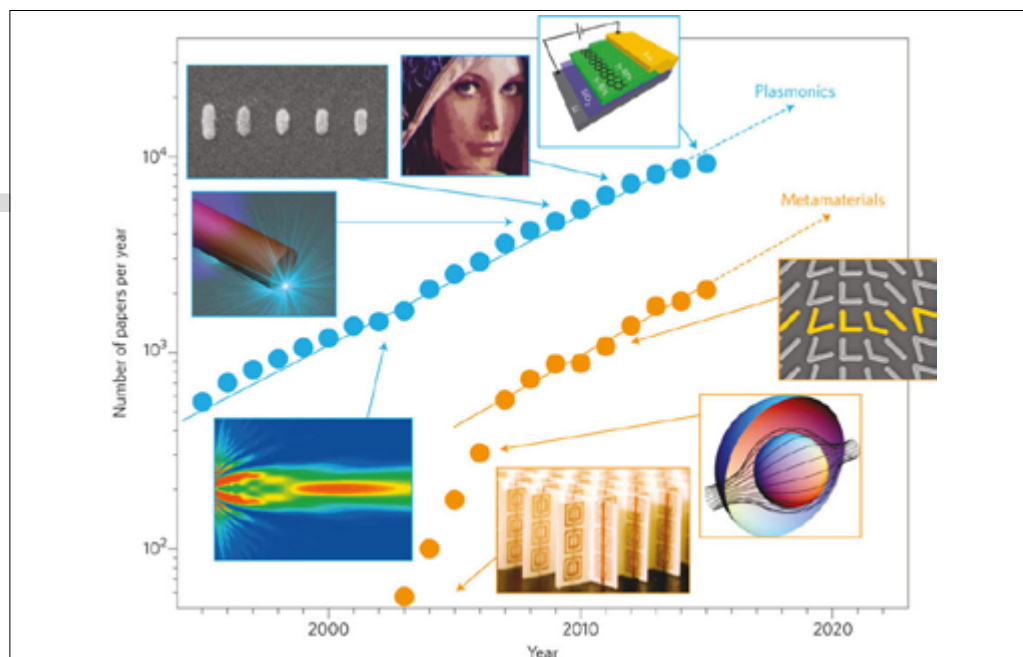 Plasmonics
10⁴
Metamaterials
Number of papers per year
10³
10²
2000
2010
2020
Year